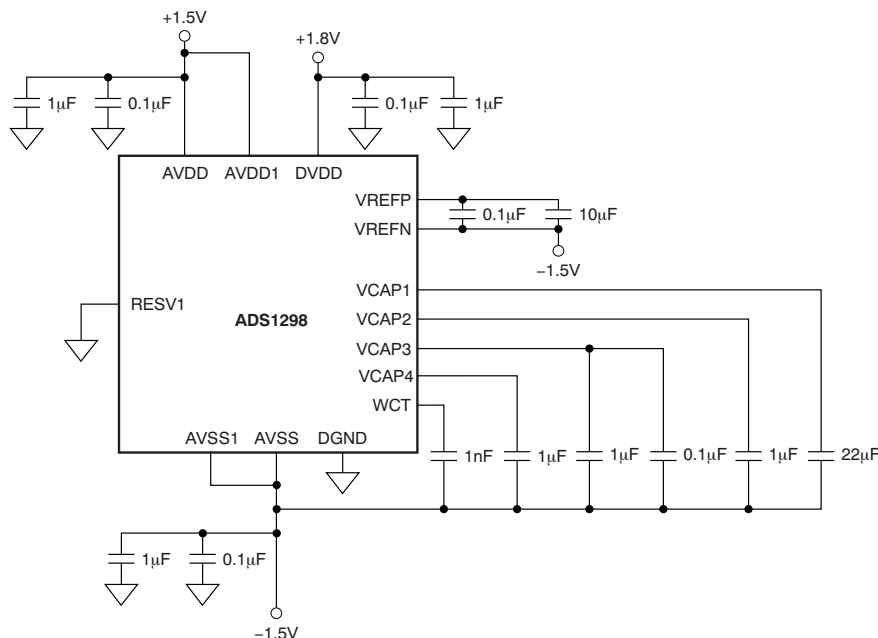 +1.5V
+1.8V
1μF
0.1μF
0.1μF
1μF
AVDD
AVDD1
DVDD
VREFP
0.1μF
10μF
VREFN
−1.5V
RESV1
ADS1298
VCAP1
VCAP2
VCAP3
VCAP4
WCT
AVSS1
AVSS
DGND
1nF
1μF
1μF
0.1μF
1μF
22μF
1μF
0.1μF
−1.5V